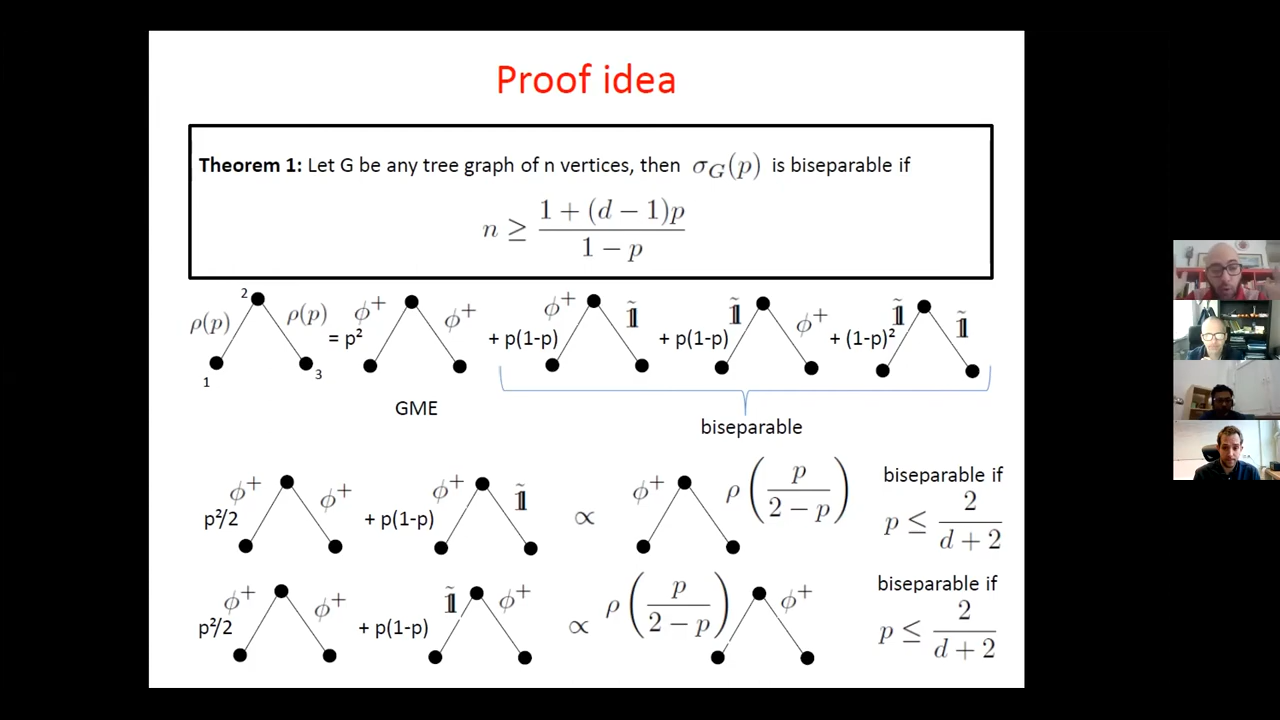 Proof idea
Theorem 1: Let G be any tree graph of n vertices, then σ_G(p) is biseparable if
n ≥ (1 + (d − 1)p) / (1 − p)
ρ(p) 2 ρ(p) 1 3 = p² ϕ⁺ ϕ⁺ + p(1-p) ϕ⁺ 𝟙̃ + p(1-p) 𝟙̃ ϕ⁺ + (1-p)² 𝟙̃ 𝟙̃
GME
biseparable
p²/2 ϕ⁺ ϕ⁺ + p(1-p) ϕ⁺ 𝟙̃ ∝ ϕ⁺ ρ(p / (2 − p)) biseparable if
p ≤ 2 / (d + 2)
p²/2 ϕ⁺ ϕ⁺ + p(1-p) 𝟙̃ ϕ⁺ ∝ ρ(p / (2 − p)) ϕ⁺ biseparable if
p ≤ 2 / (d + 2)